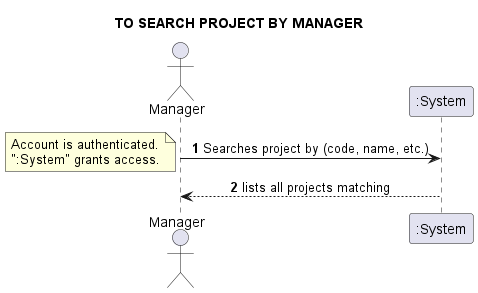 TO SEARCH PROJECT BY MANAGER
Manager
:System
Account is authenticated.
":System" grants access.
1 Searches project by (code, name, etc.)
2 lists all projects matching
Manager
:System